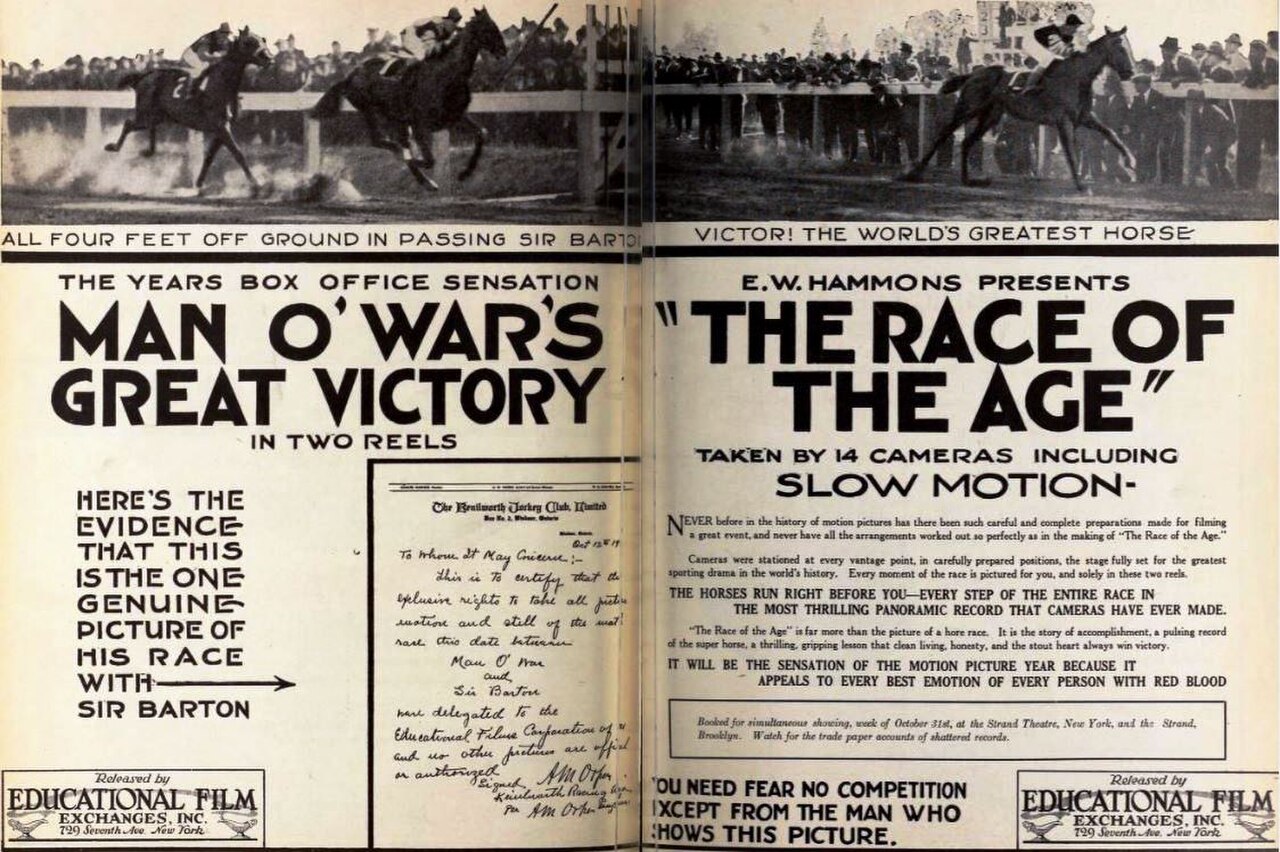 ALL FOUR FEET OFF GROUND IN PASSING SIR BARTON
THE YEARS BOX OFFICE SENSATION
MAN O' WAR'S
GREAT VICTORY
IN TWO REELS
HERE'S THE
EVIDENCE
THAT THIS
IS THE ONE
GENUINE
PICTURE OF
HIS RACE
WITH
SIR BARTON
The Kenilworth Jockey Club, Limited
Box No. 2, Windsor, Ontario
Oct 12th 19
To Whom It May Concern:-
This is to certify that the
exclusive rights to take all
motion and still of the
race this date between
Man O' War
and
Sir Barton
were delegated to the
Educational Films Corporation of
and no other pictures are
or authorized
Signed A M Orpen
Kenilworth Racing
Per A M Orpen
Released by
EDUCATIONAL FILM
EXCHANGES, INC.
729 Seventh Ave. New York
VICTOR! THE WORLD'S GREATEST HORSE
E.W. HAMMONS PRESENTS
"THE RACE OF
THE AGE"
TAKEN BY 14 CAMERAS INCLUDING
SLOW MOTION-
NEVER before in the history of motion pictures has there been such careful and complete preparations made for filming
a great event, and never have all the arrangements worked out so perfectly as in the making of "The Race of the Age."
Cameras were stationed at every vantage point, in carefully prepared positions, the stage fully set for the greatest
sporting drama in the world's history. Every moment of the race is pictured for you, and solely in these two reels.
THE HORSES RUN RIGHT BEFORE YOU—EVERY STEP OF THE ENTIRE RACE IN
THE MOST THRILLING PANORAMIC RECORD THAT CAMERAS HAVE EVER MADE.
"The Race of the Age" is far more than the picture of a hore race. It is the story of accomplishment, a pulsing record
of the super horse, a thrilling, gripping lesson that clean living, honesty, and the stout heart always win victory.
IT WILL BE THE SENSATION OF THE MOTION PICTURE YEAR BECAUSE IT
APPEALS TO EVERY BEST EMOTION OF EVERY PERSON WITH RED BLOOD
Booked for simultaneous showing, week of October 31st, at the Strand Theatre, New York, and the Strand,
Brooklyn. Watch for the trade paper accounts of shattered records.
YOU NEED FEAR NO COMPETITION
EXCEPT FROM THE MAN WHO
SHOWS THIS PICTURE.
Released by
EDUCATIONAL FILM
EXCHANGES, INC.
729 Seventh Ave. New York